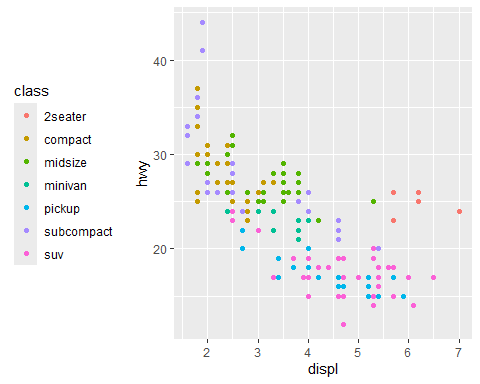 class
2seater
compact
midsize
minivan
pickup
subcompact
suv
hwy
40
30
20
2 3 4 5 6 7
displ